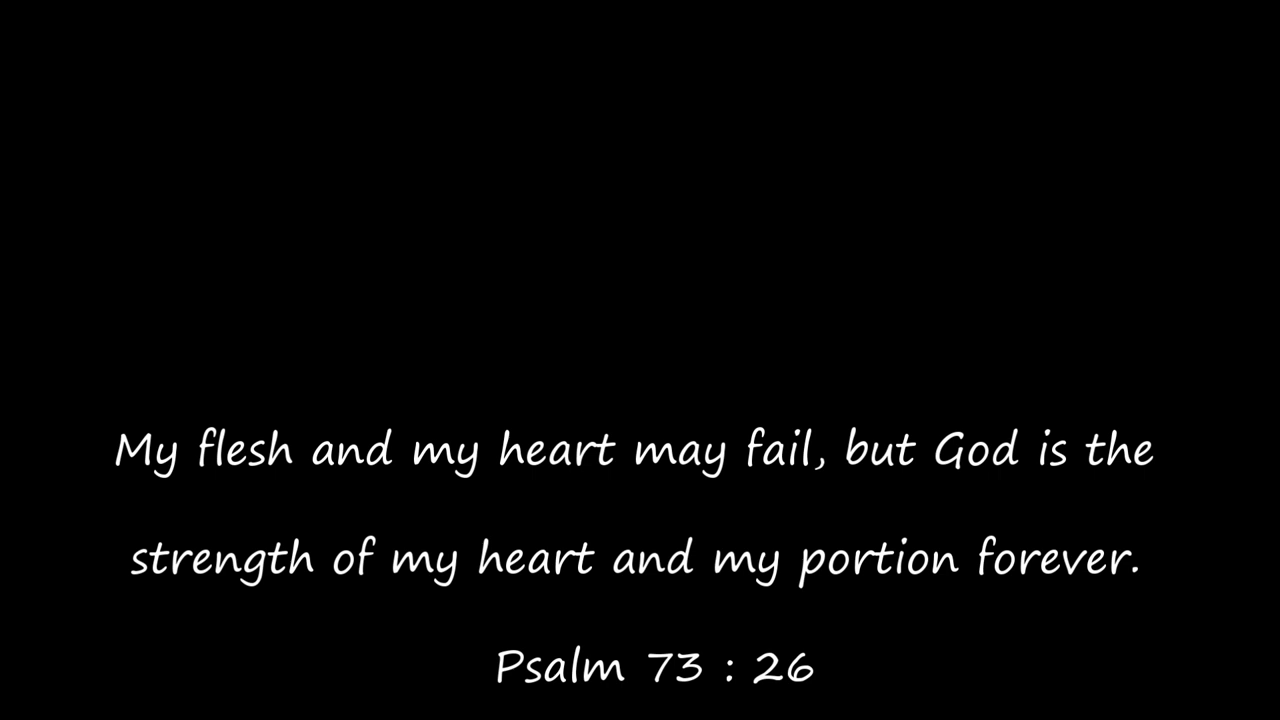 My flesh and my heart may fail, but God is the
strength of my heart and my portion forever.
Psalm 73 : 26